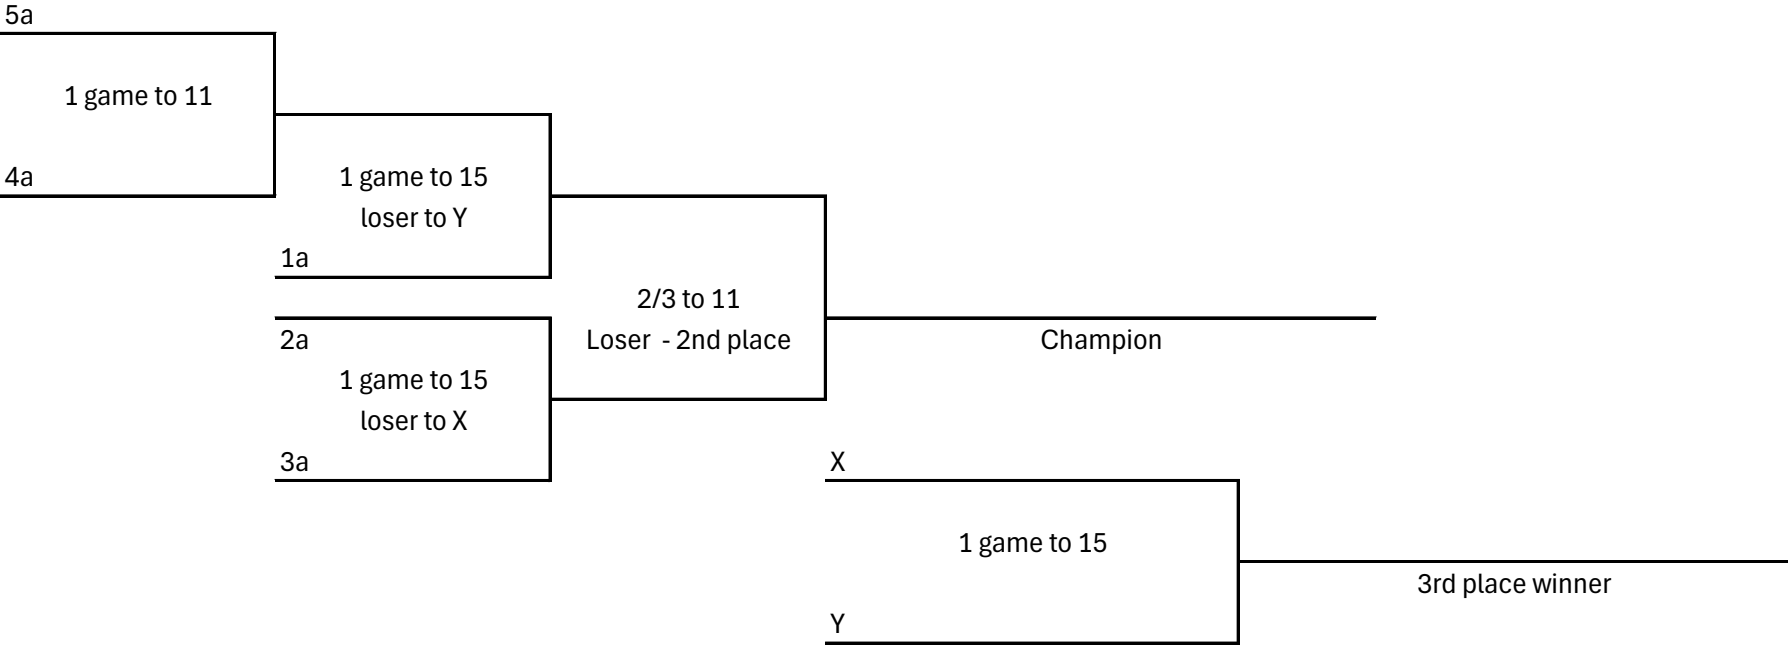 5a
1 game to 11
4a
1 game to 15
loser to Y
1a
2/3 to 11
Loser  - 2nd place
Champion
2a
1 game to 15
loser to X
3a
X
1 game to 15
3rd place winner
Y